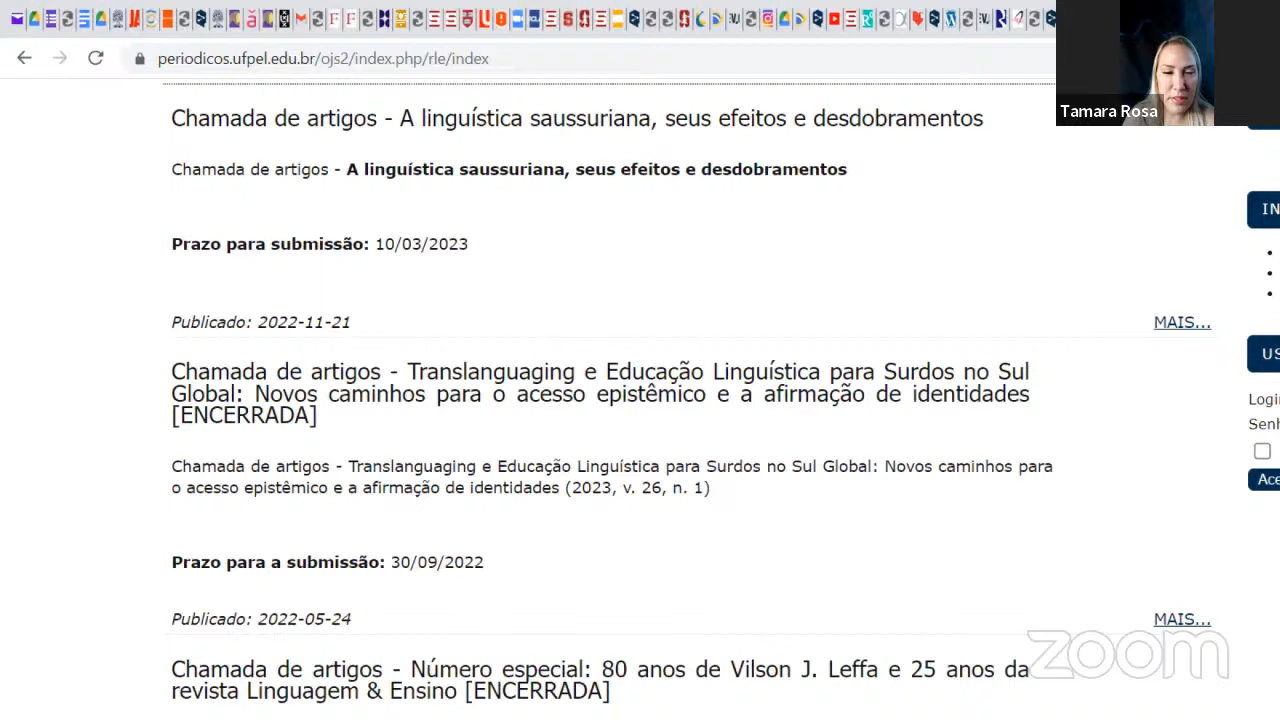 periodicos.ufpel.edu.br/ojs2/index.php/rle/index
Tamara Rosa
Chamada de artigos - A linguística saussuriana, seus efeitos e desdobramentos
Chamada de artigos - A linguística saussuriana, seus efeitos e desdobramentos
Prazo para submissão: 10/03/2023
Publicado: 2022-11-21
MAIS...
Chamada de artigos - Translanguaging e Educação Linguística para Surdos no Sul
Global: Novos caminhos para o acesso epistêmico e a afirmação de identidades
[ENCERRADA]
Chamada de artigos - Translanguaging e Educação Linguística para Surdos no Sul Global: Novos caminhos para
o acesso epistêmico e a afirmação de identidades (2023, v. 26, n. 1)
Prazo para a submissão: 30/09/2022
Publicado: 2022-05-24
MAIS...
Chamada de artigos - Número especial: 80 anos de Vilson J. Leffa e 25 anos da
revista Linguagem & Ensino [ENCERRADA]
IN
US
Login
Senh
Ace
zoom